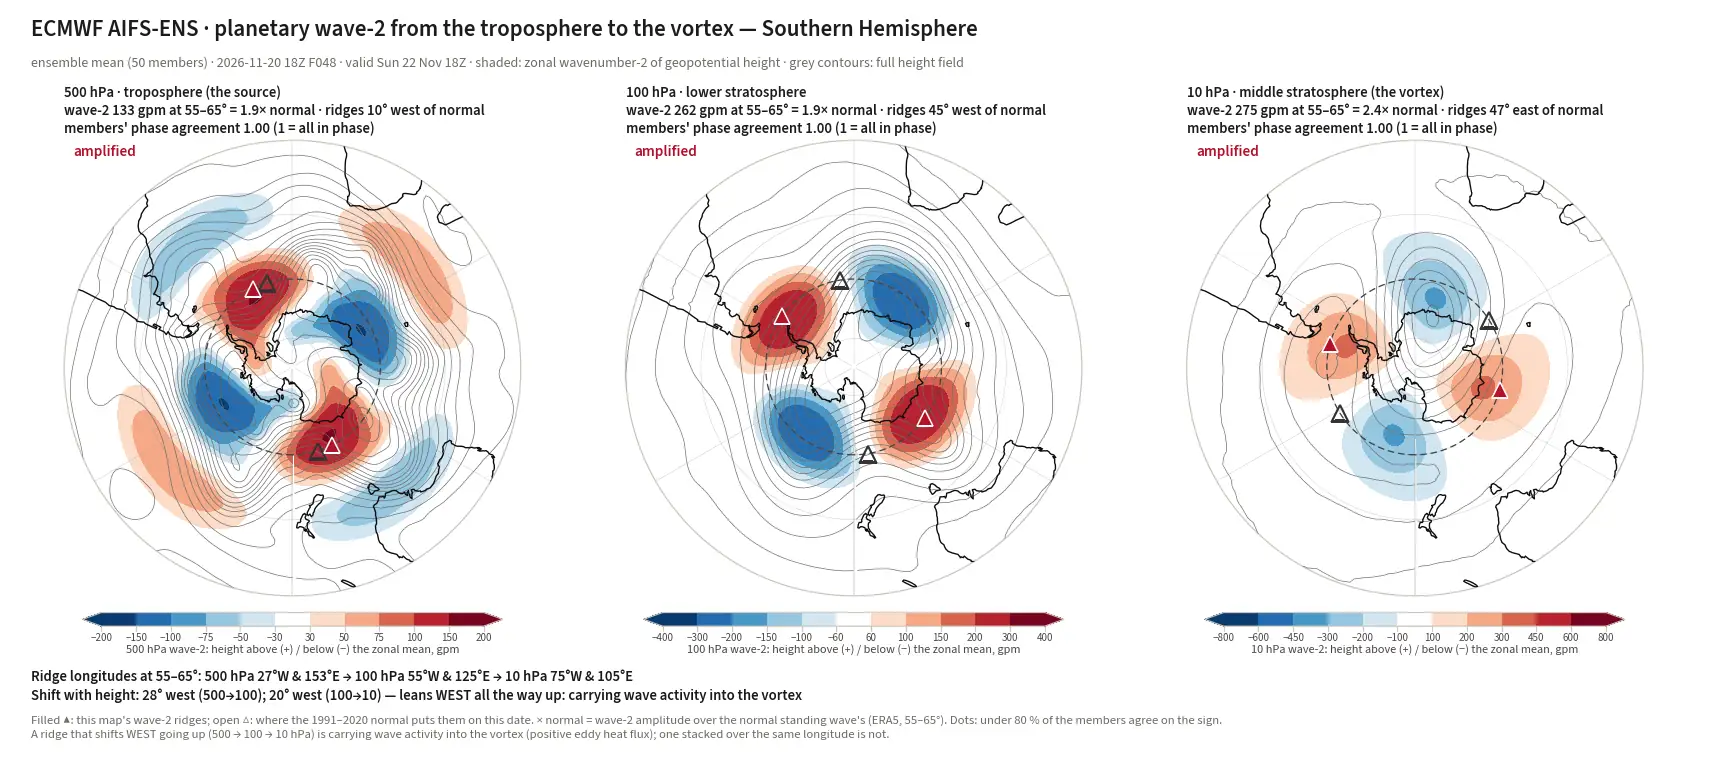 ECMWF AIFS-ENS · planetary wave-2 from the troposphere to the vortex — Southern Hemisphere
ensemble mean (50 members) · 2026-11-20 18Z F048 · valid Sun 22 Nov 18Z · shaded: zonal wavenumber-2 of geopotential height · grey contours: full height field
500 hPa · troposphere (the source)
wave-2 133 gpm at 55–65° = 1.9× normal · ridges 10° west of normal
members' phase agreement 1.00 (1 = all in phase)
amplified
100 hPa · lower stratosphere
wave-2 262 gpm at 55–65° = 1.9× normal · ridges 45° west of normal
members' phase agreement 1.00 (1 = all in phase)
amplified
10 hPa · middle stratosphere (the vortex)
wave-2 275 gpm at 55–65° = 2.4× normal · ridges 47° east of normal
members' phase agreement 1.00 (1 = all in phase)
amplified
−200 −150 −100 −75 −50 −30 30 50 75 100 150 200
500 hPa wave-2: height above (+) / below (−) the zonal mean, gpm
−400 −300 −200 −150 −100 −60 60 100 150 200 300 400
100 hPa wave-2: height above (+) / below (−) the zonal mean, gpm
−800 −600 −450 −300 −200 −100 100 200 300 450 600 800
10 hPa wave-2: height above (+) / below (−) the zonal mean, gpm
Ridge longitudes at 55–65°: 500 hPa 27°W & 153°E → 100 hPa 55°W & 125°E → 10 hPa 75°W & 105°E
Shift with height: 28° west (500→100); 20° west (100→10) — leans WEST all the way up: carrying wave activity into the vortex
Filled ▲: this map's wave-2 ridges; open △: where the 1991–2020 normal puts them on this date. × normal = wave-2 amplitude over the normal standing wave's (ERA5, 55–65°). Dots: under 80 % of the members agree on the sign.
A ridge that shifts WEST going up (500 → 100 → 10 hPa) is carrying wave activity into the vortex (positive eddy heat flux); one stacked over the same longitude is not.